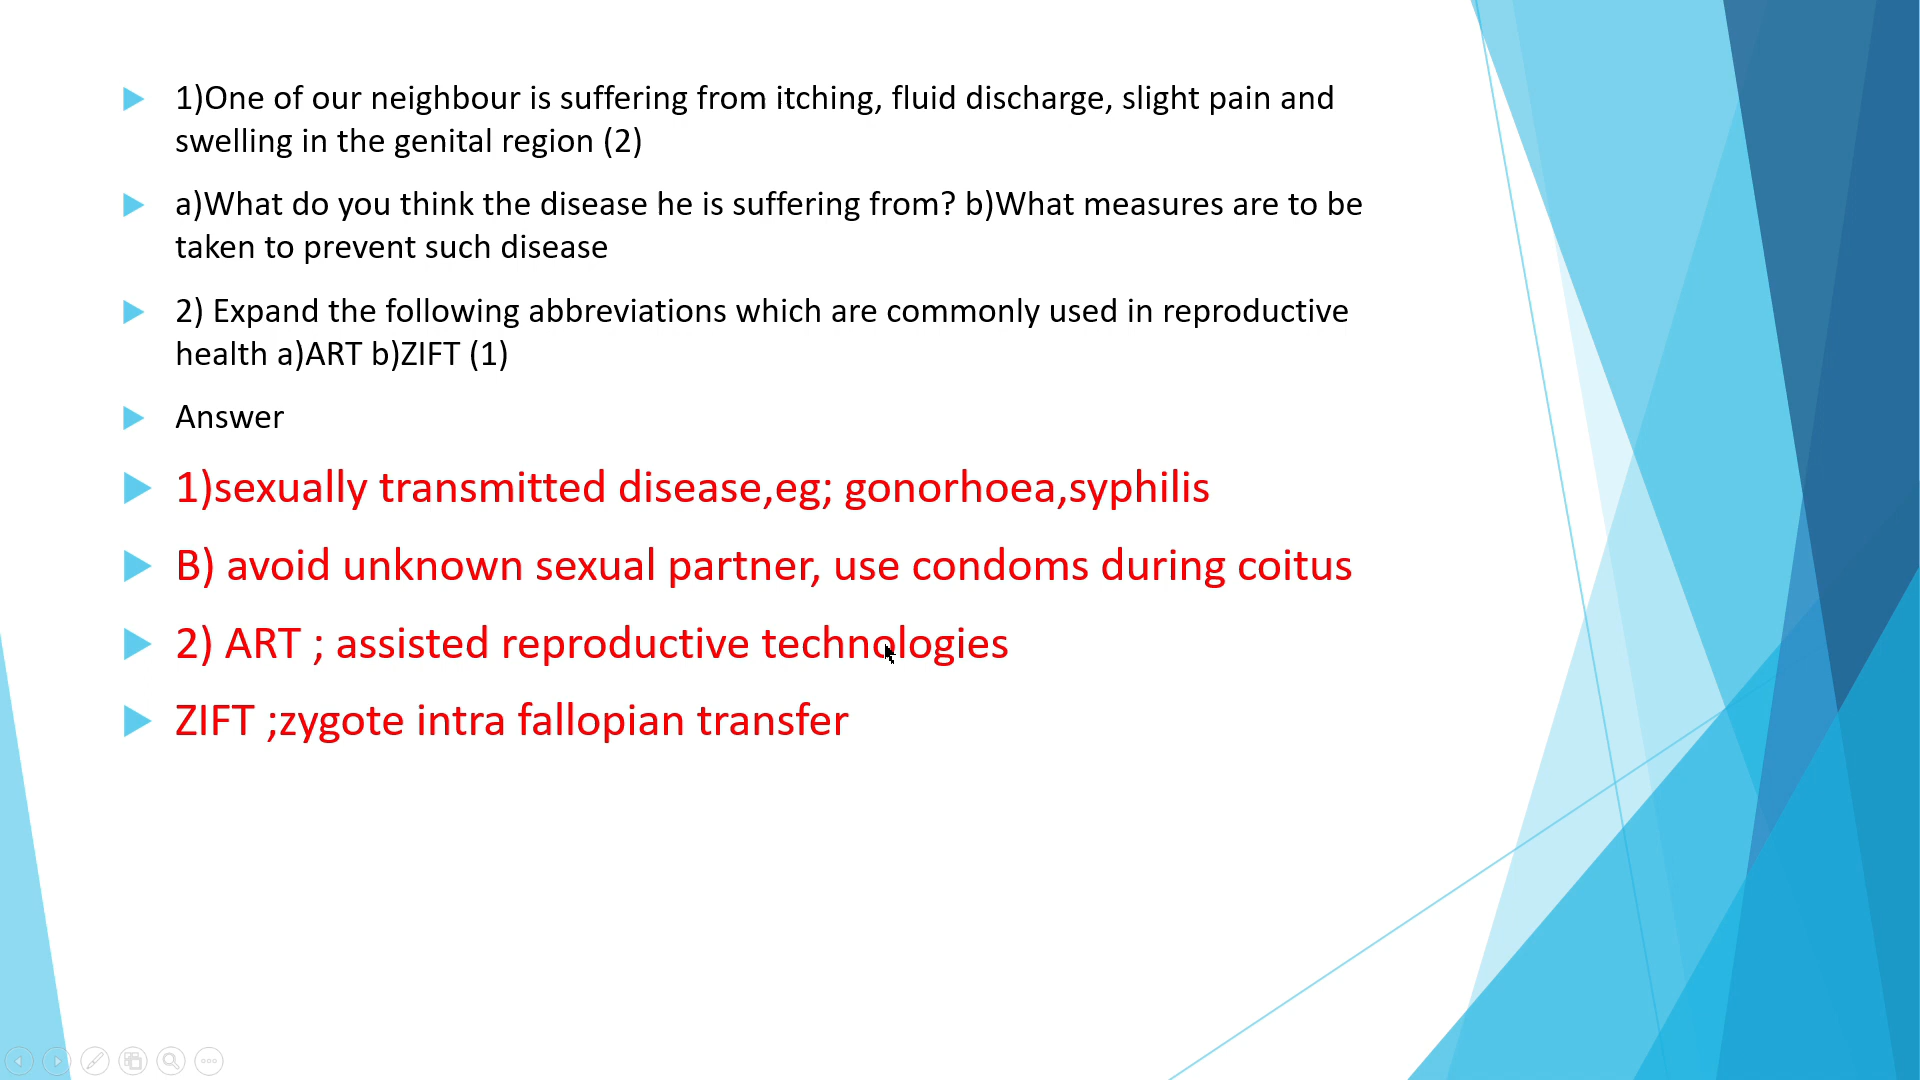 1)One of our neighbour is suffering from itching, fluid discharge, slight pain and
swelling in the genital region (2)
a)What do you think the disease he is suffering from? b)What measures are to be
taken to prevent such disease
2) Expand the following abbreviations which are commonly used in reproductive
health a)ART b)ZIFT (1)
Answer
1)sexually transmitted disease,eg; gonorhoea,syphilis
B) avoid unknown sexual partner, use condoms during coitus
2) ART ; assisted reproductive technologies
ZIFT ;zygote intra fallopian transfer